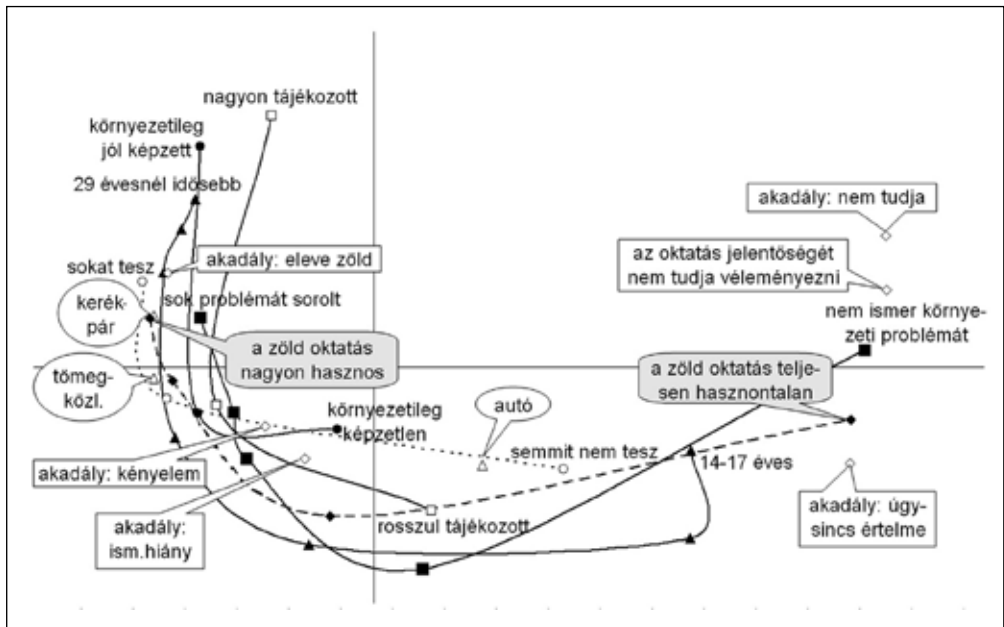 nagyon tájékozott
környezetileg
jól képzett
29 évesnél idősebb
akadály: nem tudja
akadály: eleve zöld
az oktatás jelentőségét
nem tudja véleményezni
sokat tesz
sok problémát sorolt
kerék-
pár
nem ismer környe-
zeti problémát
a zöld oktatás
nagyon hasznos
a zöld oktatás telje-
sen hasznontalan
tömeg-
közl.
autó
környezetileg
képzetlen
semmit nem tesz
14-17 éves
akadály: kényelem
akadály:
ism.hiány
rosszul tájékozott
akadály: úgy-
sincs értelme